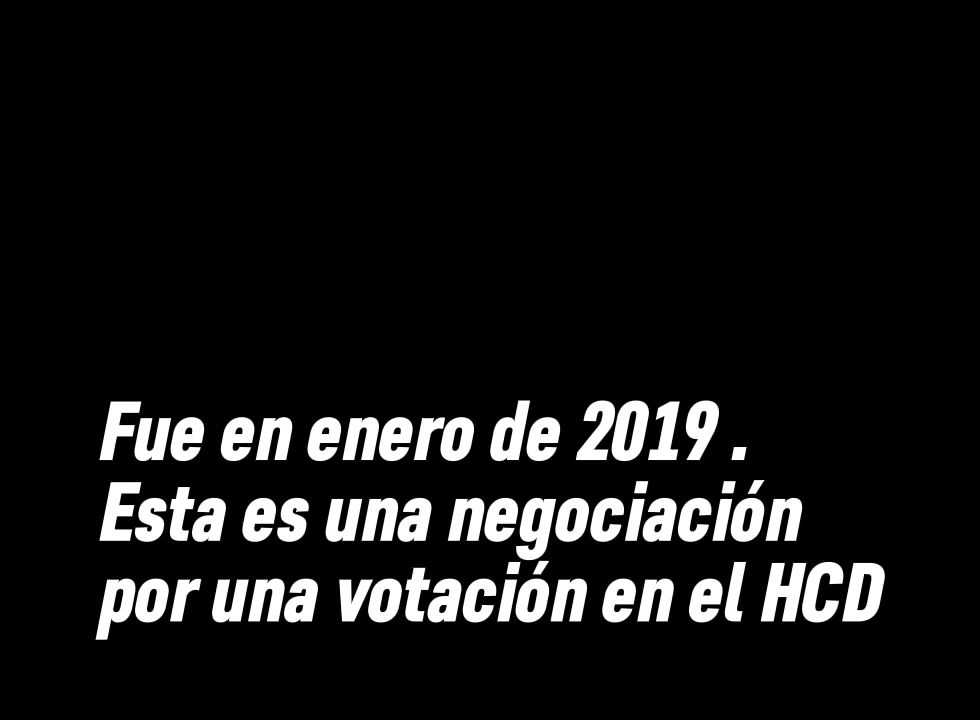 Fue en enero de 2019 .
Esta es una negociación
por una votación en el HCD